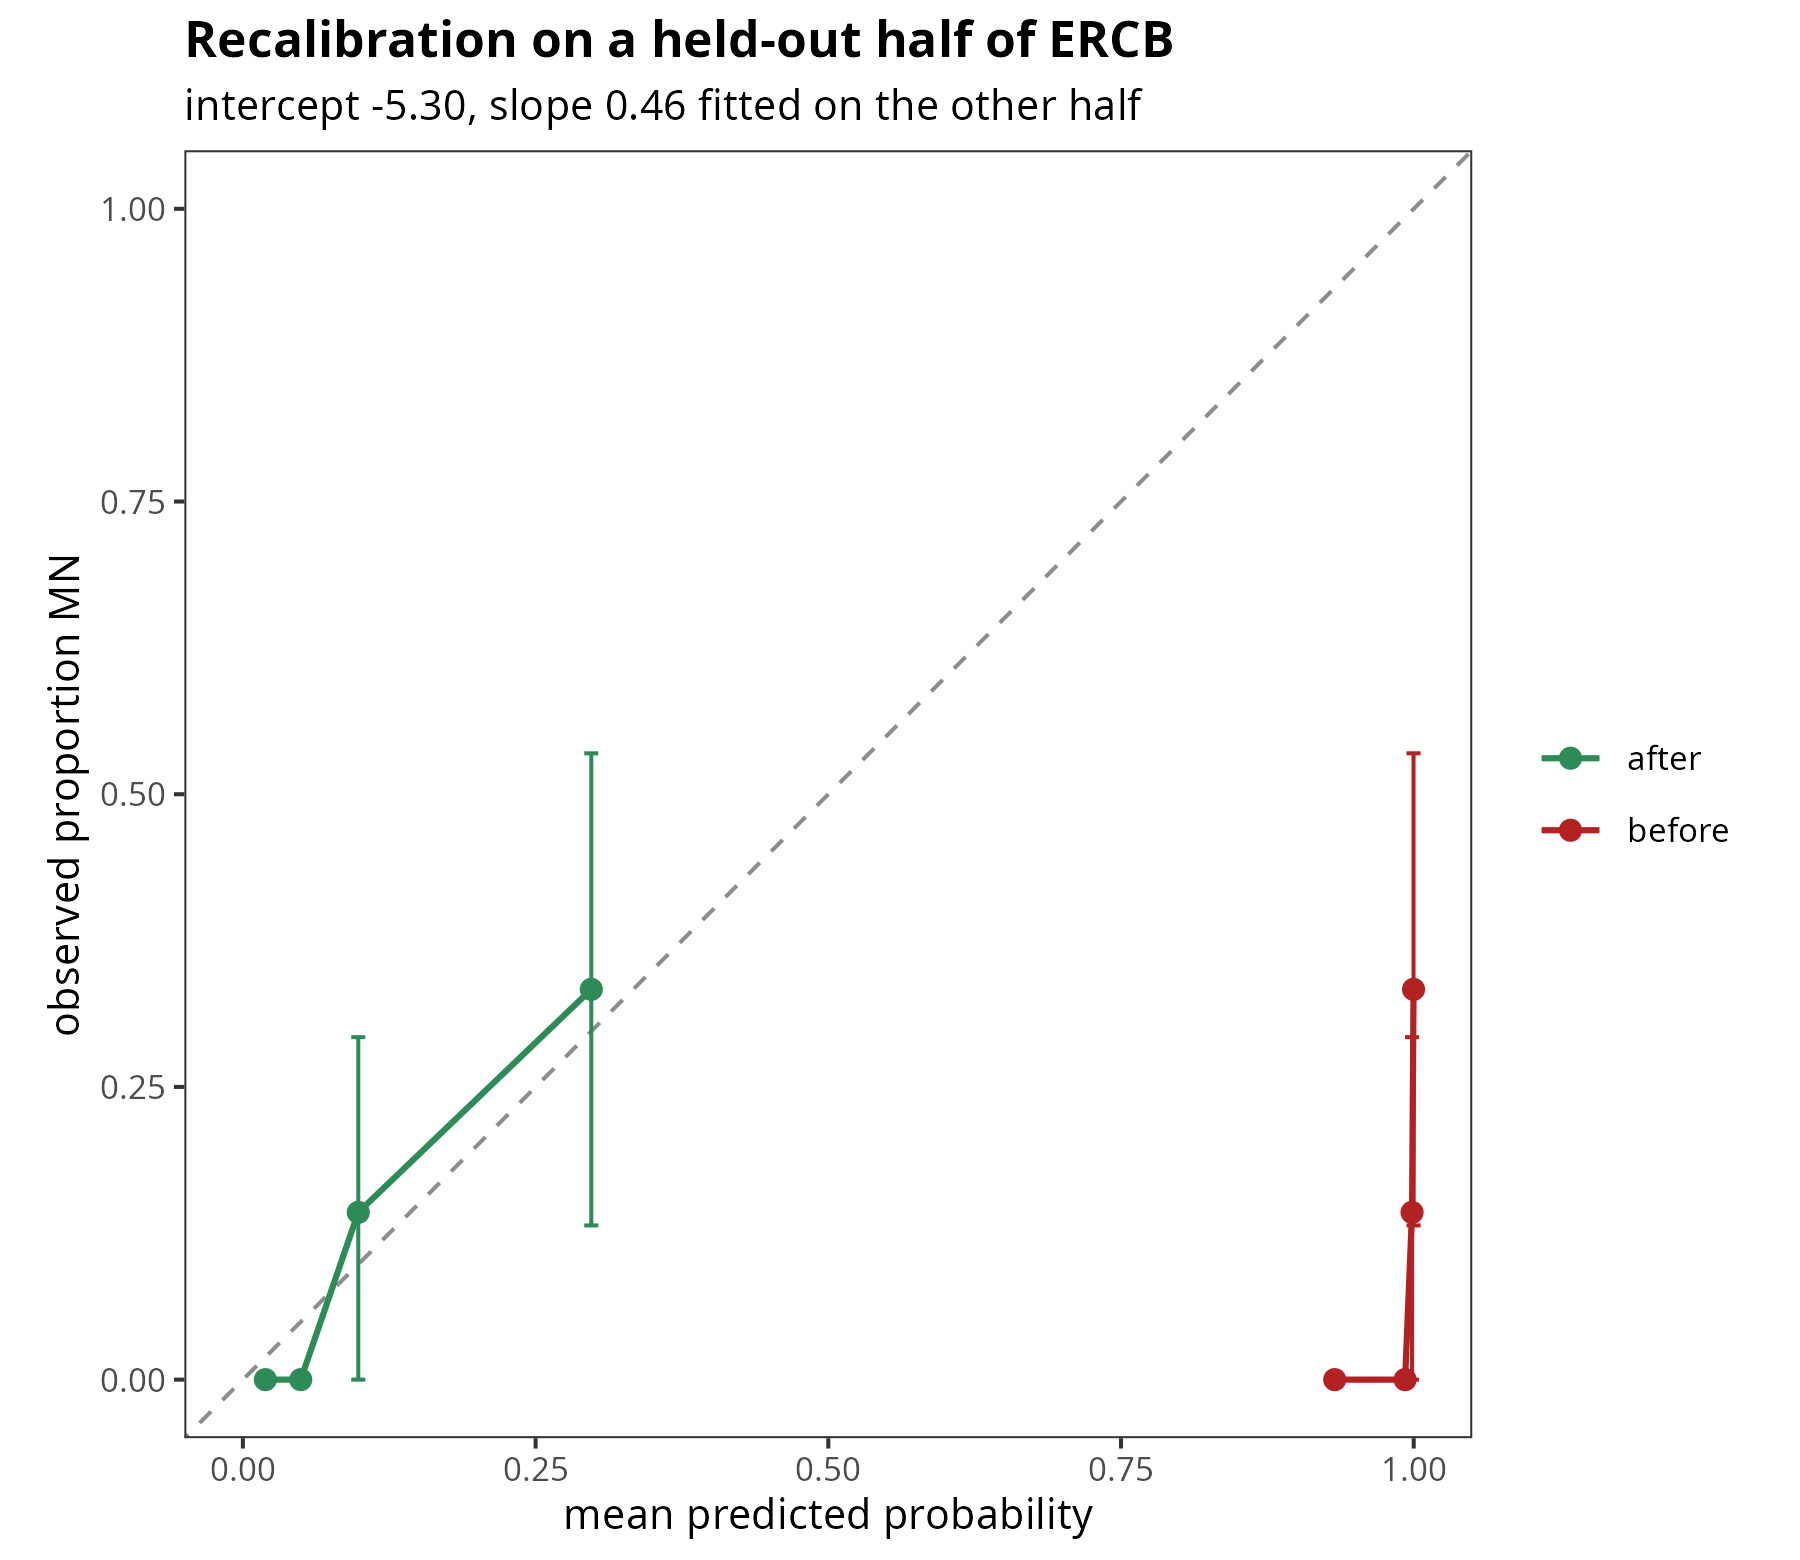 Recalibration on a held-out half of ERCB
intercept -5.30, slope 0.46 fitted on the other half
1.00
0.75
0.50
0.25
0.00
observed proportion MN
0.00 0.25 0.50 0.75 1.00
mean predicted probability
after
before